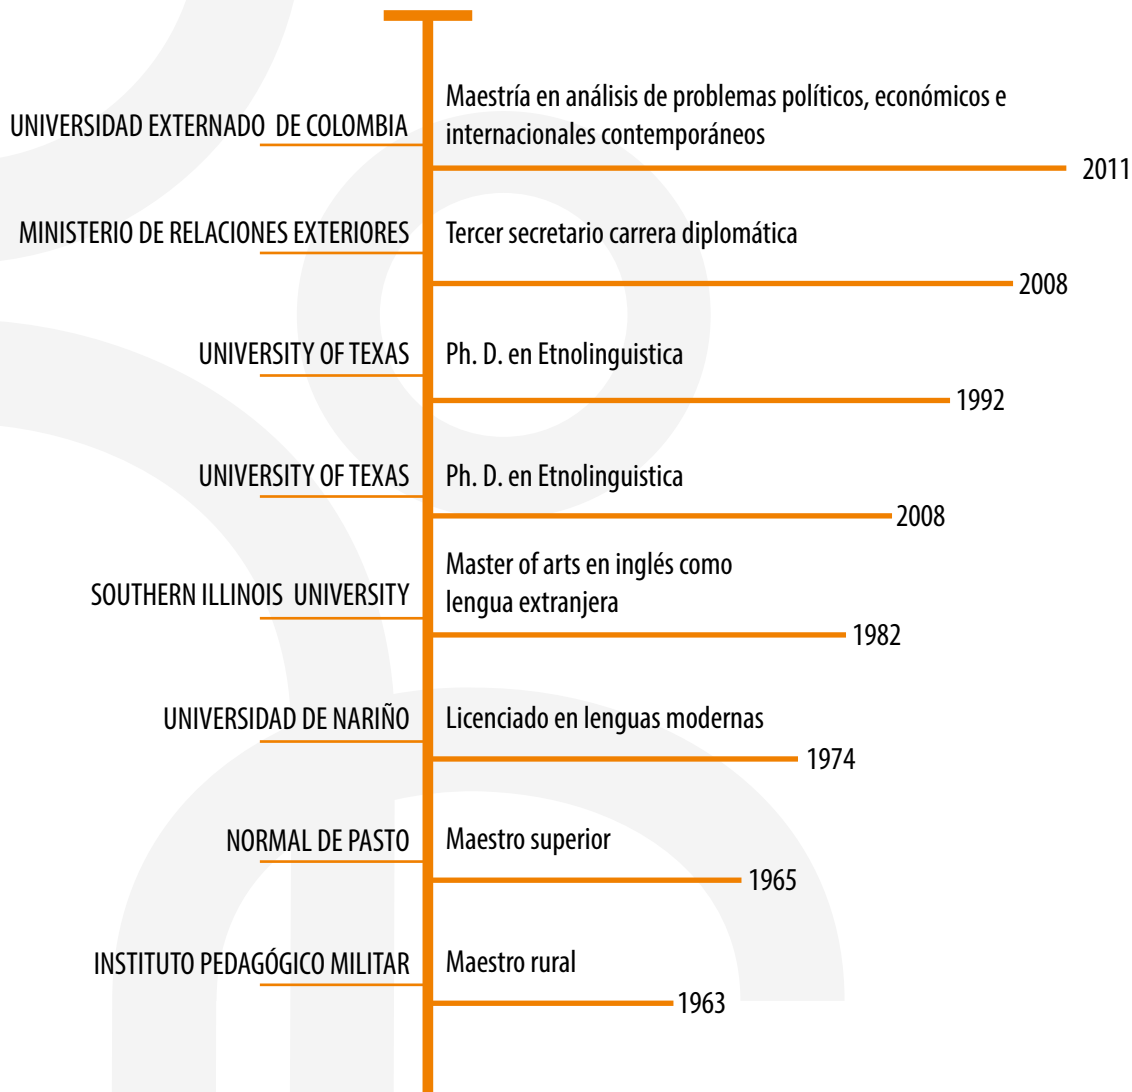 UNIVERSIDAD EXTERNADO DE COLOMBIA
Maestría en análisis de problemas políticos, económicos e
internacionales contemporáneos
2011
MINISTERIO DE RELACIONES EXTERIORES
Tercer secretario carrera diplomática
2008
UNIVERSITY OF TEXAS
Ph. D. en Etnolinguistica
1992
UNIVERSITY OF TEXAS
Ph. D. en Etnolinguistica
2008
SOUTHERN ILLINOIS UNIVERSITY
Master of arts en inglés como
lengua extranjera
1982
UNIVERSIDAD DE NARIÑO
Licenciado en lenguas modernas
1974
NORMAL DE PASTO
Maestro superior
1965
INSTITUTO PEDAGÓGICO MILITAR
Maestro rural
1963